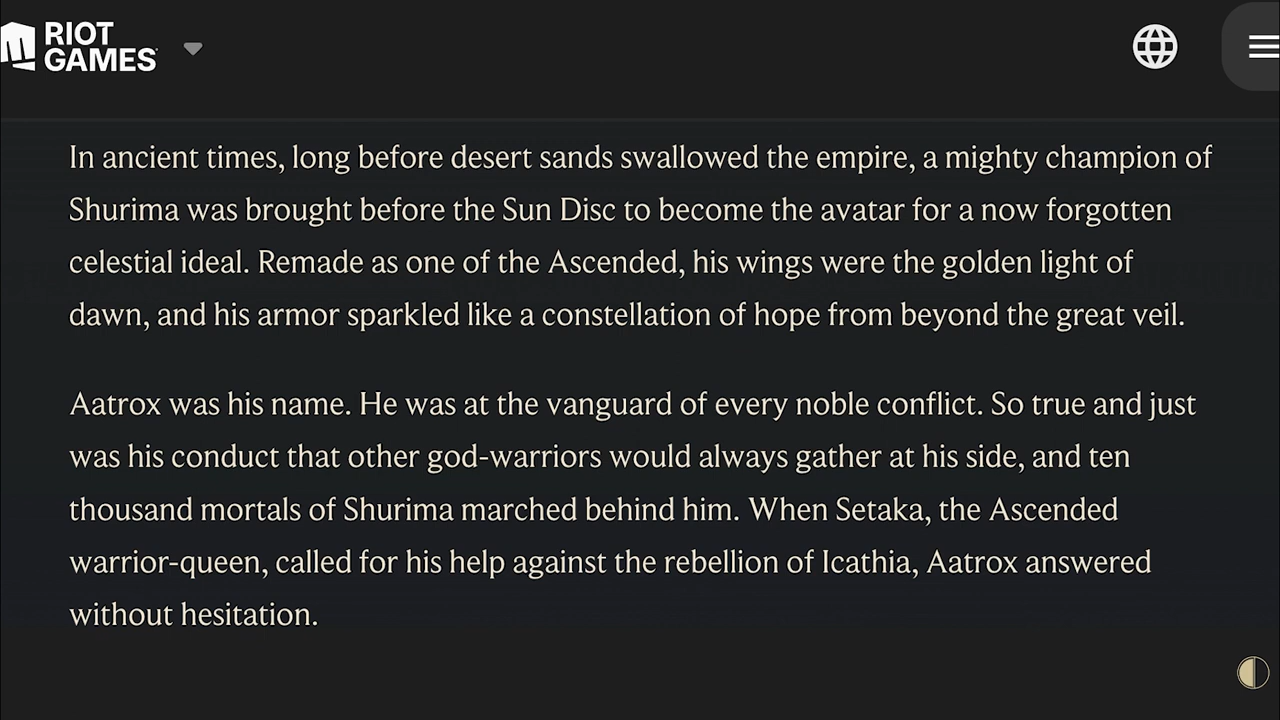 RIOT
GAMES
In ancient times, long before desert sands swallowed the empire, a mighty champion of
Shurima was brought before the Sun Disc to become the avatar for a now forgotten
celestial ideal. Remade as one of the Ascended, his wings were the golden light of
dawn, and his armor sparkled like a constellation of hope from beyond the great veil.
Aatrox was his name. He was at the vanguard of every noble conflict. So true and just
was his conduct that other god-warriors would always gather at his side, and ten
thousand mortals of Shurima marched behind him. When Setaka, the Ascended
warrior-queen, called for his help against the rebellion of Icathia, Aatrox answered
without hesitation.